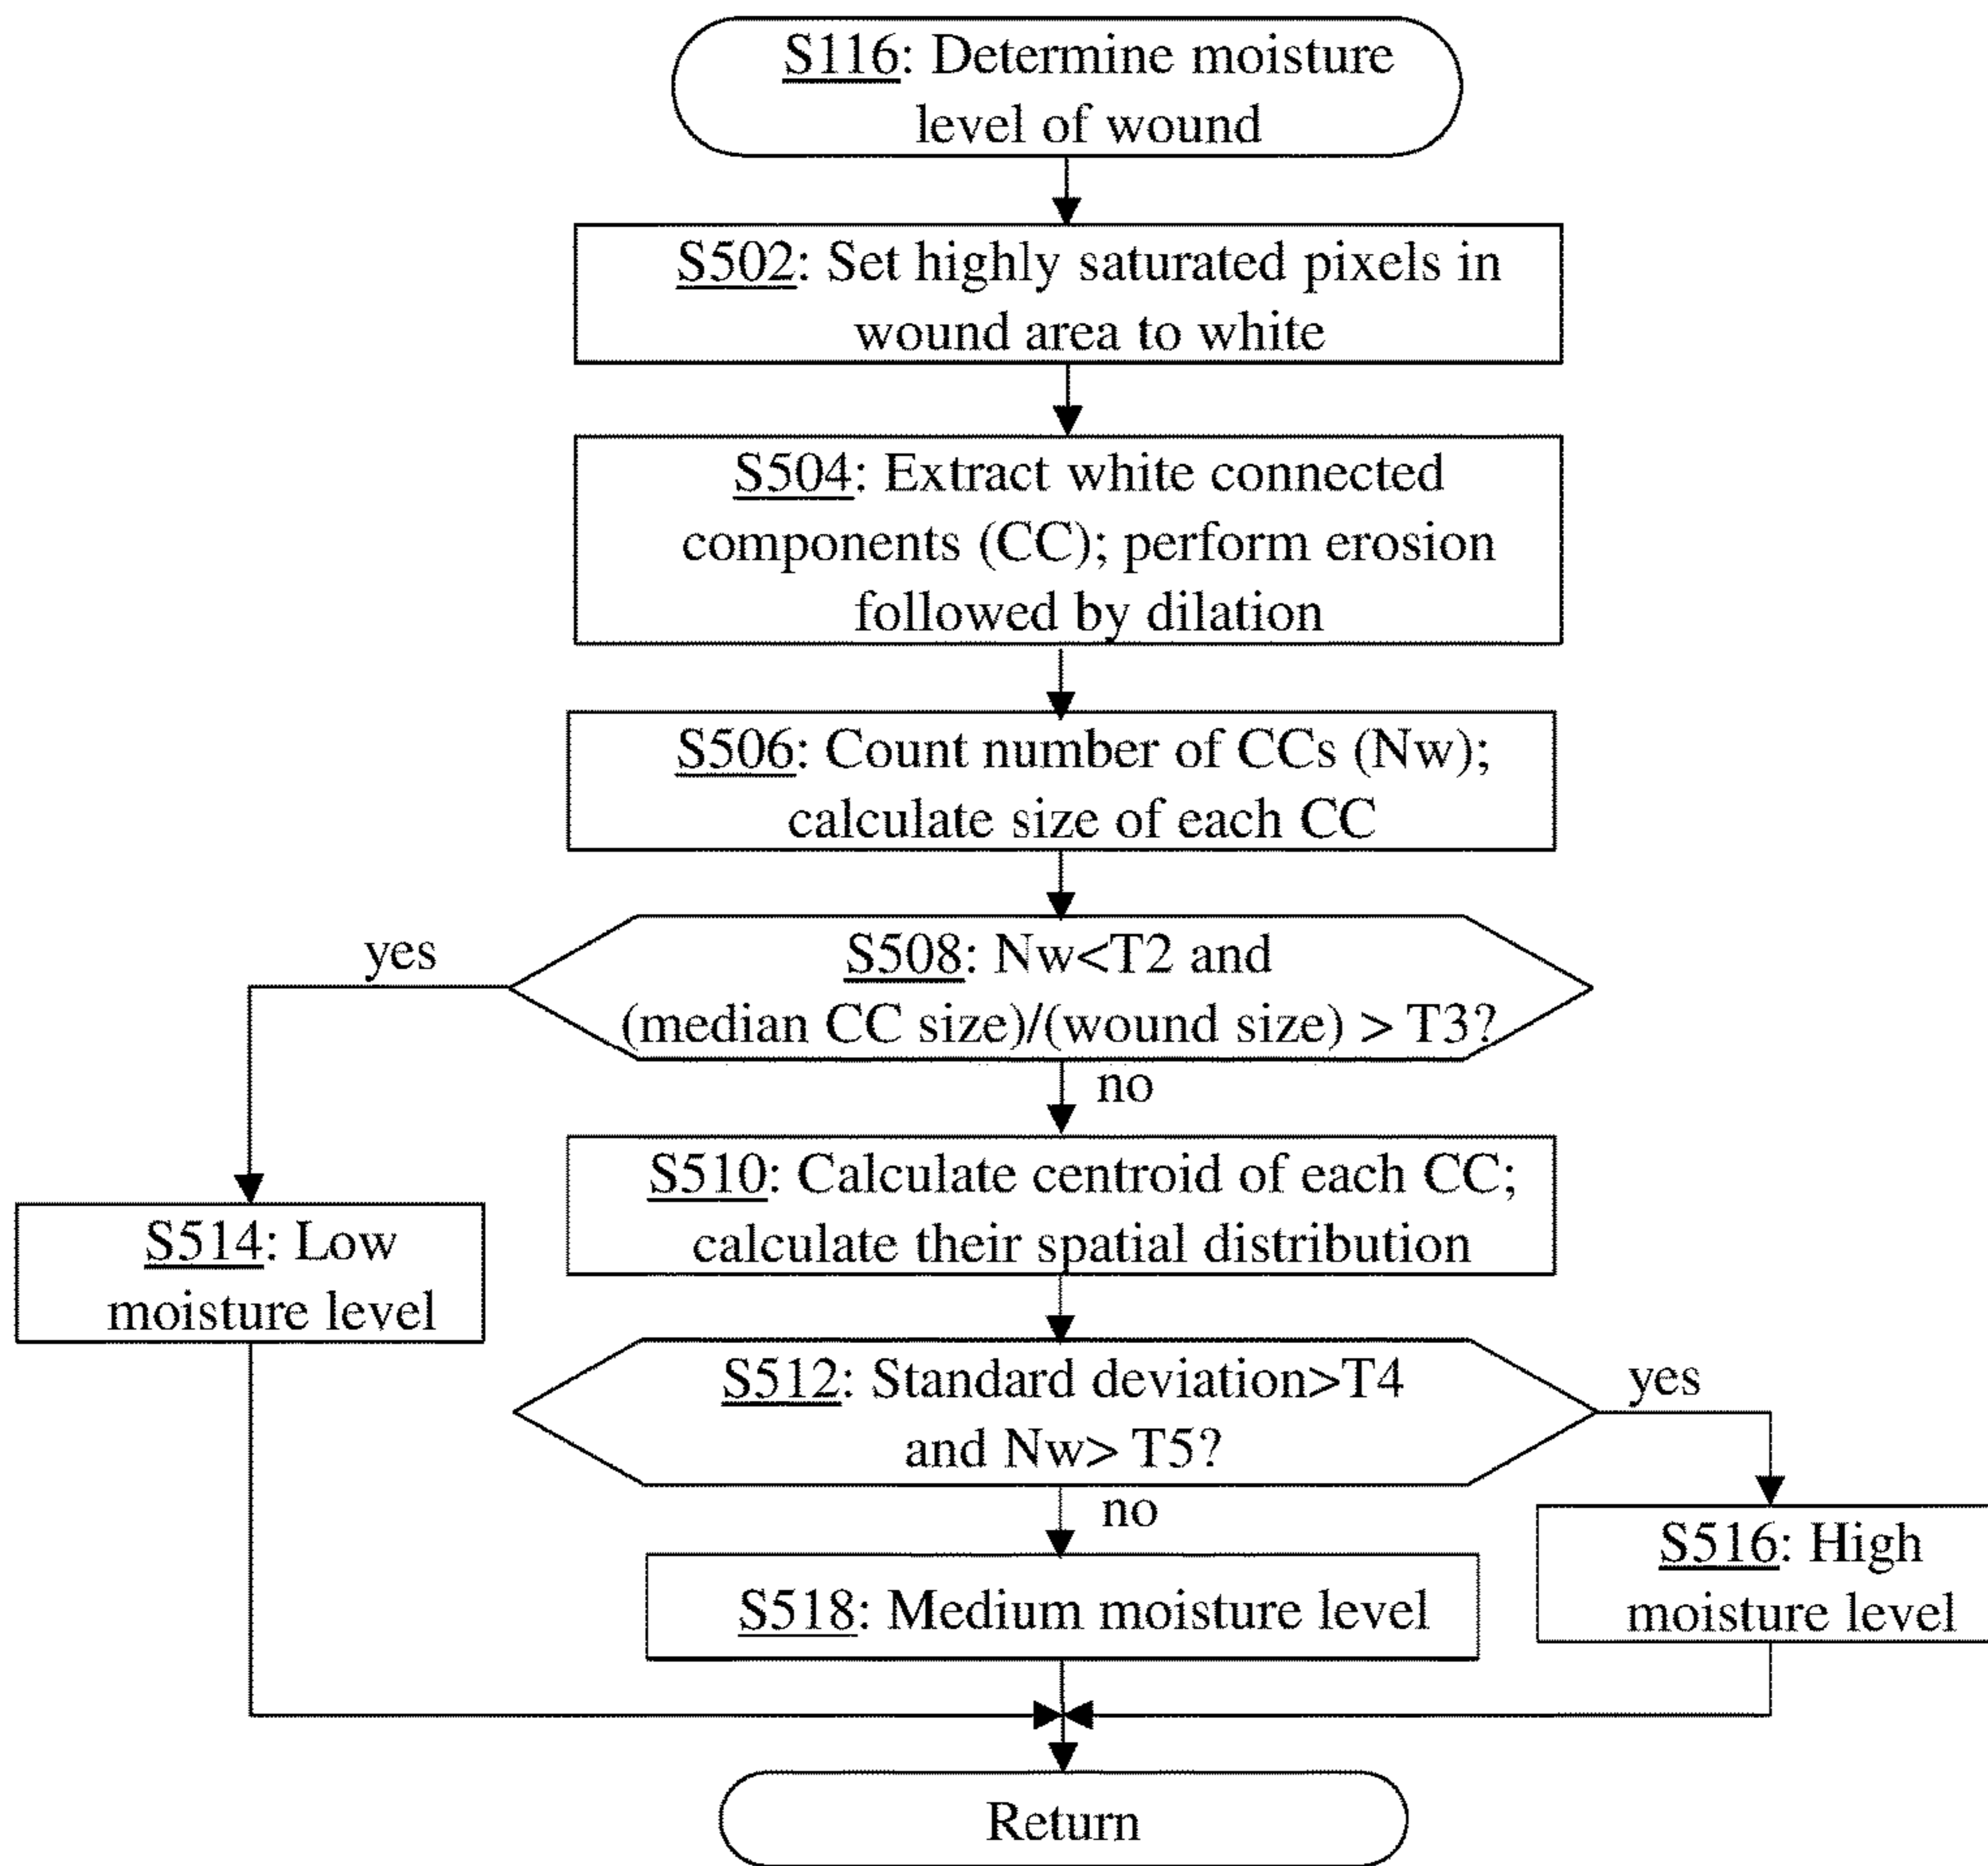 S116: Determine moisture
level of wound
S502: Set highly saturated pixels in
wound area to white
S504: Extract white connected
components (CC); perform erosion
followed by dilation
S506: Count number of CCs (Nw);
calculate size of each CC
yes
S508: Nw<T2 and
(median CC size)/(wound size) > T3?
no
S510: Calculate centroid of each CC;
calculate their spatial distribution
S514: Low
moisture level
S512: Standard deviation>T4
and Nw> T5?
yes
no
S516: High
moisture level
S518: Medium moisture level
Return